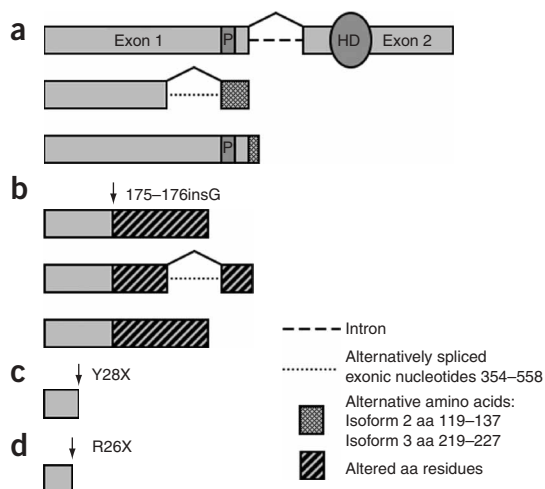 a
Exon 1
P
HD
Exon 2
P
b
175–176insG
c
Y28X
d
R26X
Intron
Alternatively spliced
exonic nucleotides 354–558
Alternative amino acids:
Isoform 2 aa 119–137
Isoform 3 aa 219–227
Altered aa residues